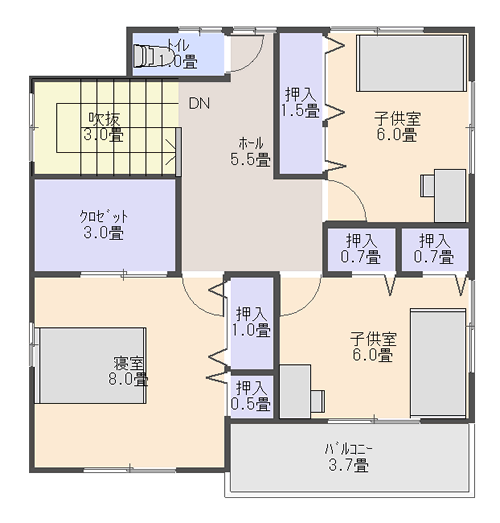 ﾄｲﾚ
1.0畳
吹抜
3.0畳
DN
ﾎｰﾙ
5.5畳
押入
1.5畳
子供室
6.0畳
ｸﾛｾﾞｯﾄ
3.0畳
押入
0.7畳
押入
0.7畳
押入
1.0畳
子供室
6.0畳
寝室
8.0畳
押入
0.5畳
ﾊﾞﾙｺﾆｰ
3.7畳